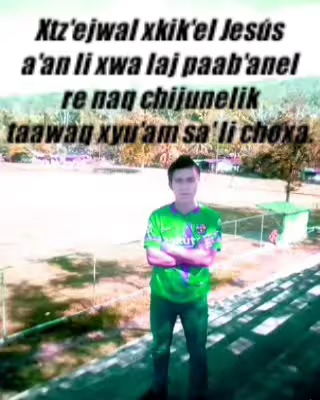 Xtz'ejwal xkik'el Jesús
a'an li xwa laj paab'anel
re naq chijunelik
taawaq xyu'am sa' li choxa.